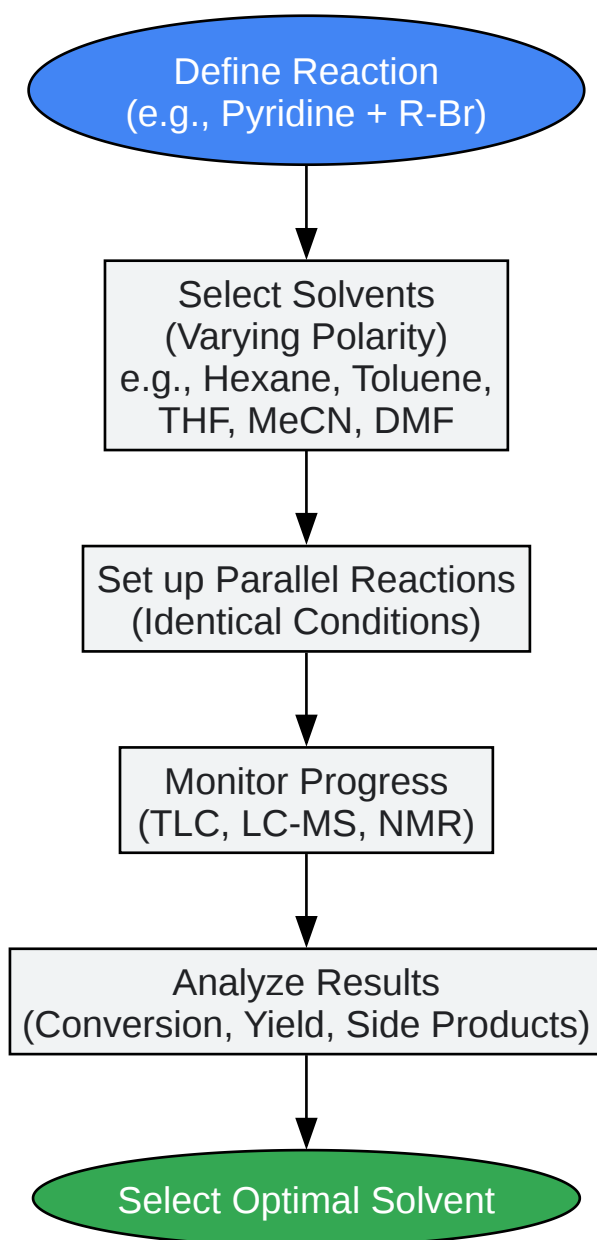 Define Reaction
(e.g., Pyridine + R-Br)
Select Solvents
(Varying Polarity)
e.g., Hexane, Toluene,
THF, MeCN, DMF
Set up Parallel Reactions
(Identical Conditions)
Monitor Progress
(TLC, LC-MS, NMR)
Analyze Results
(Conversion, Yield, Side Products)
Select Optimal Solvent